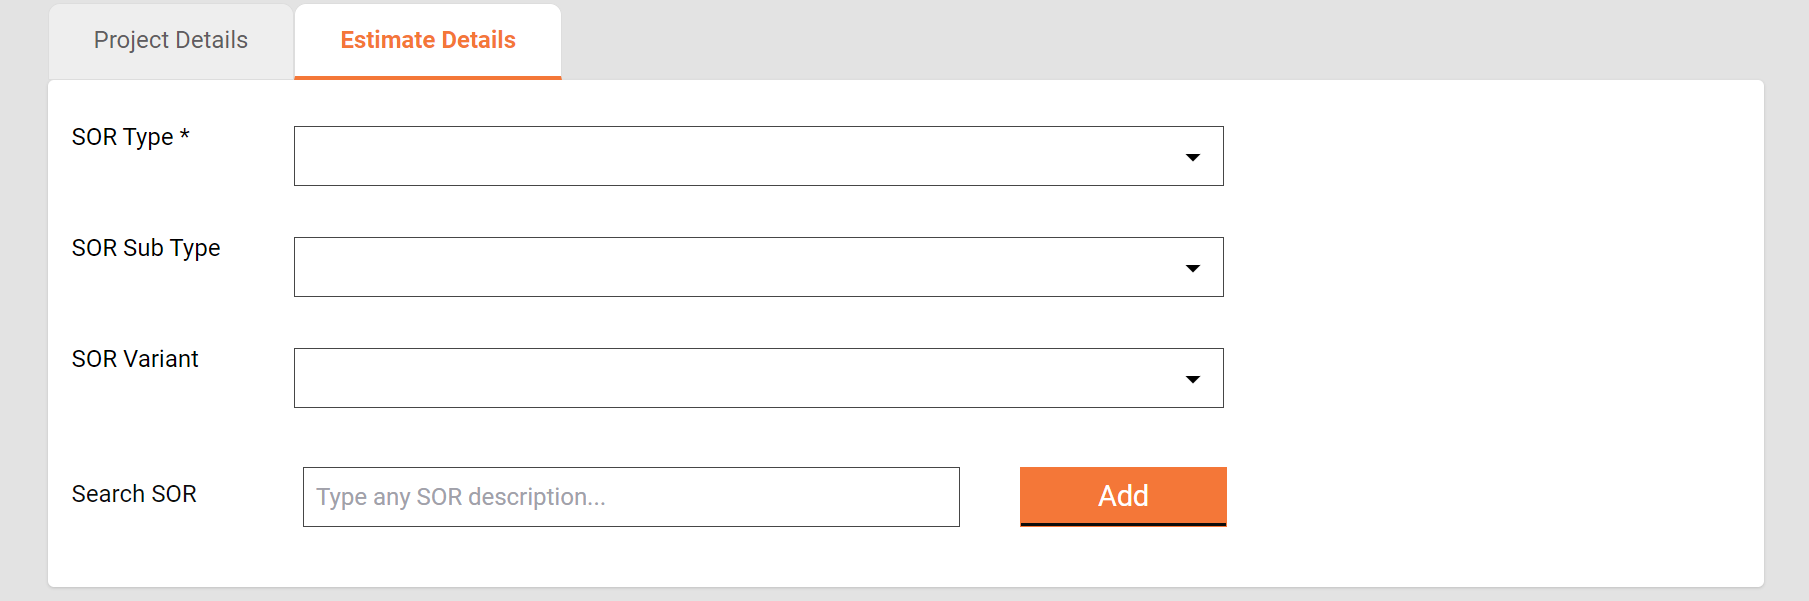 Project Details
Estimate Details
SOR Type *
SOR Sub Type
SOR Variant
Search SOR
Type any SOR description...
Add